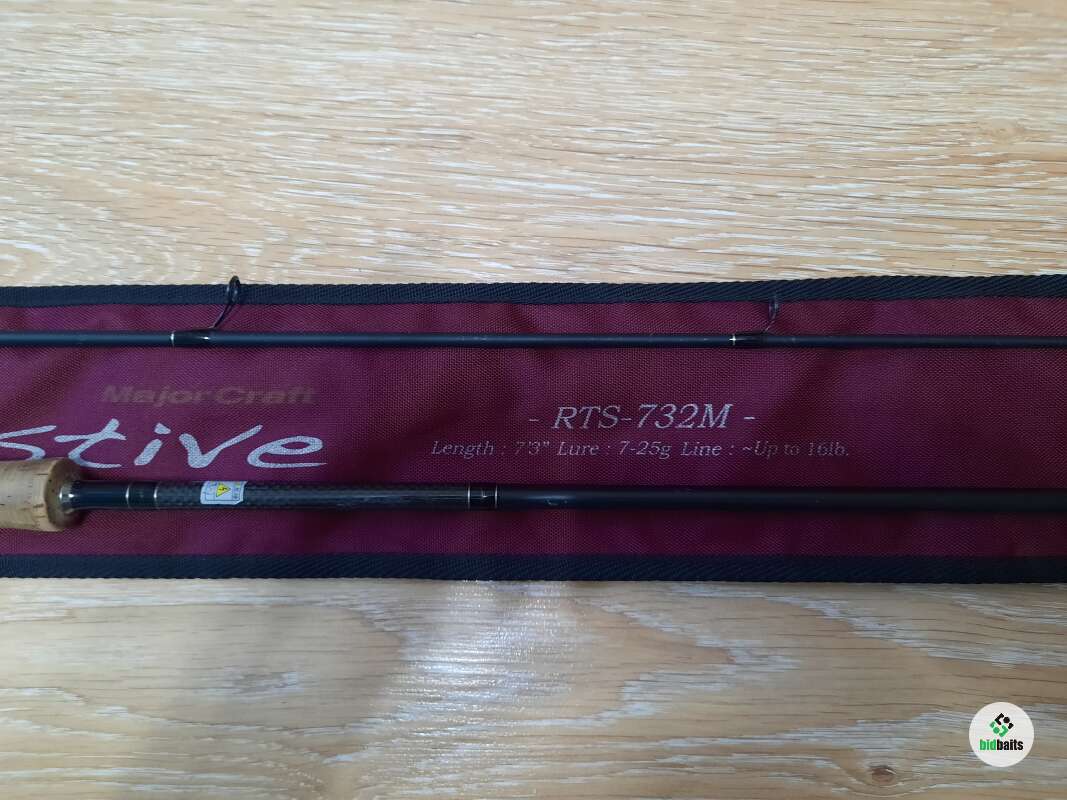 MajorCraft
stive
- RTS-732M -
Length : 7'3" Lure : 7-25g Line : ~Up to 16lb.
bidbaits